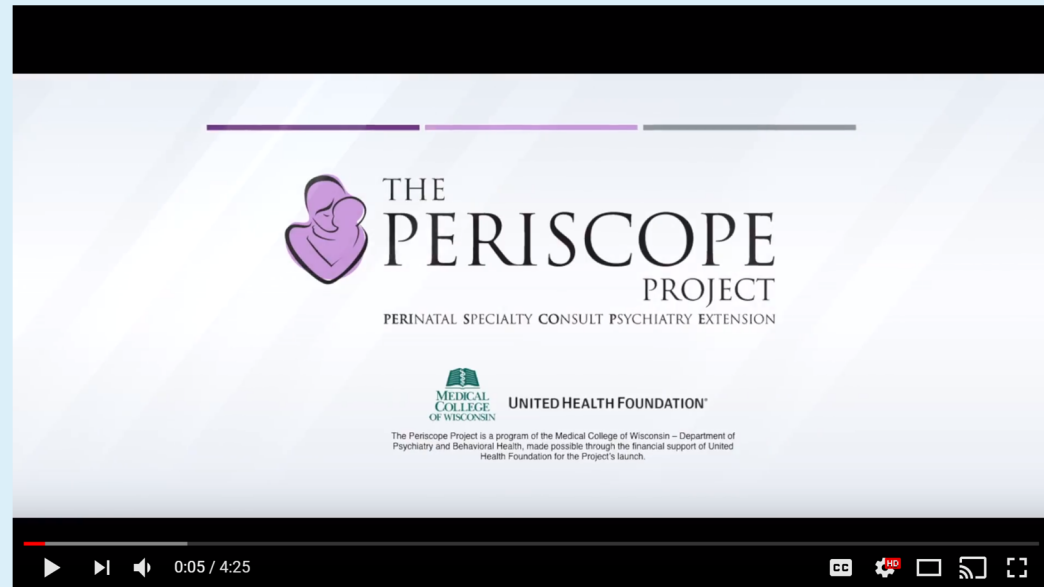 THE
PERISCOPE
PROJECT
PERINATAL SPECIALTY CONSULT PSYCHIATRY EXTENSION
MEDICAL
COLLEGE
OF WISCONSIN
UNITED HEALTH FOUNDATION®
The Periscope Project is a program of the Medical College of Wisconsin – Department of
Psychiatry and Behavioral Health, made possible through the financial support of United
Health Foundation for the Project's launch.
0:05 / 4:25
CC
HD